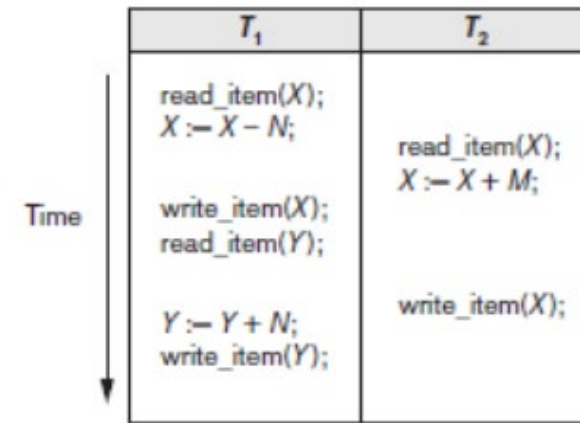 T₁ T₂
read_item(X);
X := X – N;
read_item(X);
X := X + M;
Time
write_item(X);
read_item(Y);
write_item(X);
Y := Y + N;
write_item(Y);